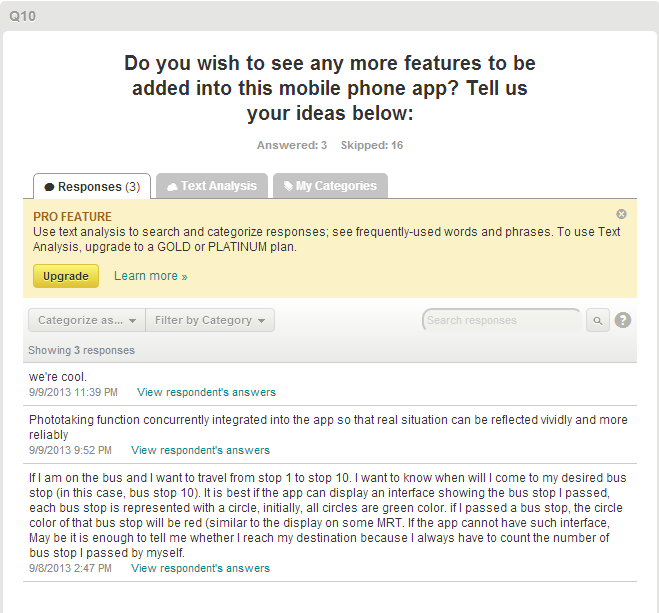 Q10
Do you wish to see any more features to be
added into this mobile phone app? Tell us
your ideas below:
Answered: 3 Skipped: 16
Responses (3) Text Analysis My Categories
PRO FEATURE
Use text analysis to search and categorize responses; see frequently-used words and phrases. To use Text
Analysis, upgrade to a GOLD or PLATINUM plan.
Upgrade Learn more »
Categorize as... Filter by Category Search responses ?
Showing 3 responses
we're cool.
9/9/2013 11:39 PM View respondent's answers
Phototaking function concurrently integrated into the app so that real situation can be reflected vividly and more
reliably
9/9/2013 9:52 PM View respondent's answers
If I am on the bus and I want to travel from stop 1 to stop 10. I want to know when will I come to my desired bus
stop (in this case, bus stop 10). It is best if the app can display an interface showing the bus stop I passed,
each bus stop is represented with a circle, initially, all circles are green color. if I passed a bus stop, the circle
color of that bus stop will be red (similar to the display on some MRT. If the app cannot have such interface,
May be it is enough to tell me whether I reach my destination because I always have to count the number of
bus stop I passed by myself.
9/8/2013 2:47 PM View respondent's answers